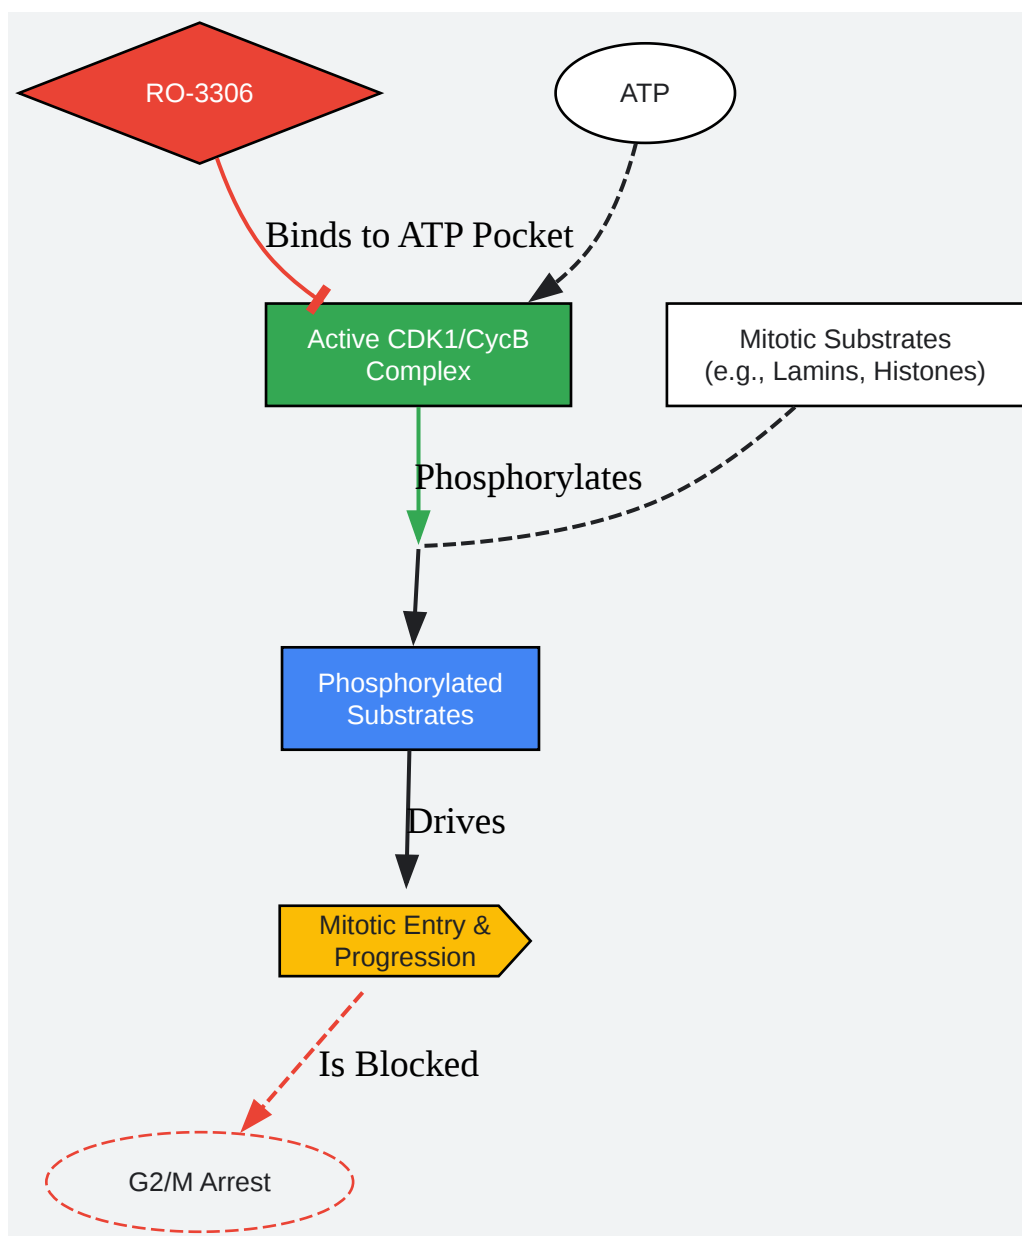 RO-3306
ATP
Binds to ATP Pocket
Active CDK1/CycB
Complex
Mitotic Substrates
(e.g., Lamins, Histones)
Phosphorylates
Phosphorylated
Substrates
Drives
Mitotic Entry &
Progression
Is Blocked
G2/M Arrest